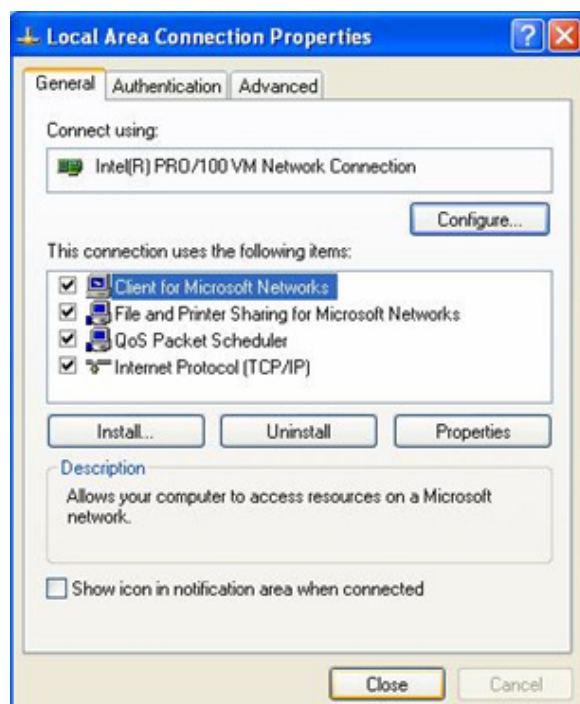 Local Area Connection Properties
General Authentication Advanced
Connect using:
Intel(R) PRO/100 VM Network Connection
Configure...
This connection uses the following items:
Client for Microsoft Networks
File and Printer Sharing for Microsoft Networks
QoS Packet Scheduler
Internet Protocol (TCP/IP)
Install... Uninstall Properties
Description
Allows your computer to access resources on a Microsoft
network.
Show icon in notification area when connected
Close Cancel